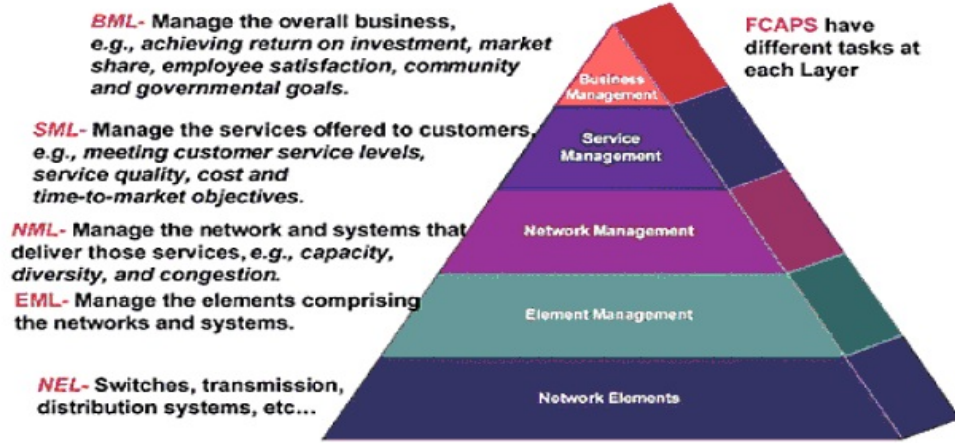 BML- Manage the overall business,
e.g., achieving return on investment, market
share, employee satisfaction, community
and governmental goals.
FCAPS have
different tasks at
each Layer
Business
Management
SML- Manage the services offered to customers,
e.g., meeting customer service levels,
service quality, cost and
time-to-market objectives.
Service
Management
NML- Manage the network and systems that
deliver those services, e.g., capacity,
diversity, and congestion.
Network Management
EML- Manage the elements comprising
the networks and systems.
Element Management
NEL- Switches, transmission,
distribution systems, etc...
Network Elements